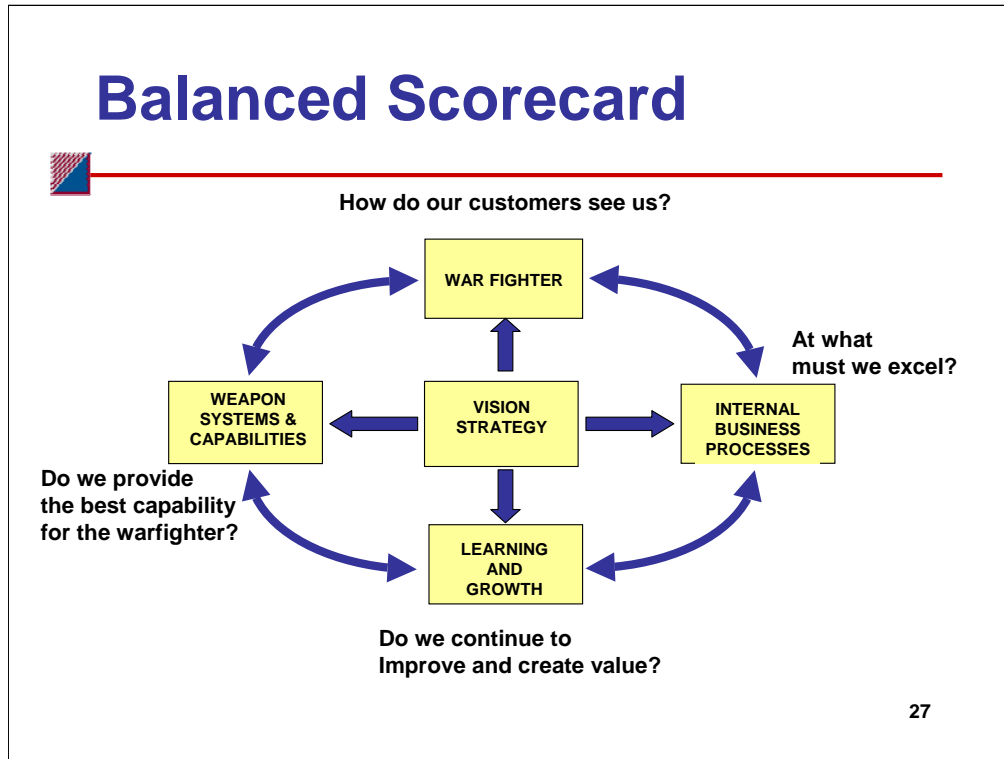 Balanced Scorecard
How do our customers see us?
WAR FIGHTER
At what
must we excel?
WEAPON
SYSTEMS &
CAPABILITIES
VISION
STRATEGY
INTERNAL
BUSINESS
PROCESSES
Do we provide
the best capability
for the warfighter?
LEARNING
AND
GROWTH
Do we continue to
Improve and create value?
27